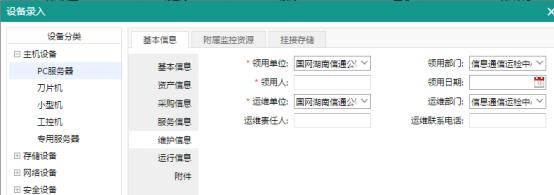 设备录入
设备分类
主机设备
PC服务器
刀片机
小型机
工控机
专用服务器
存储设备
网络设备
安全设备
基本信息 附属监控资源 挂接存储
基本信息
资产信息
采购信息
服务信息
维护信息
运行信息
附件
* 领用单位: 国网湖南信通公 领用部门: 信息通信运检中
* 领用人: 领用日期:
* 运维单位: 国网湖南信通公 运维部门: 信息通信运检中
运维责任人: 运维联系电话: